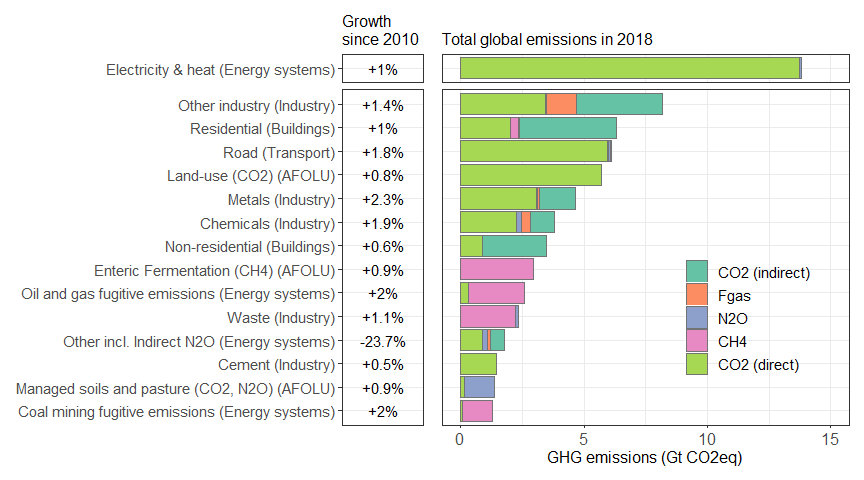 Growth
since 2010
Total global emissions in 2018
Electricity & heat (Energy systems) +1%
Other industry (Industry) +1.4%
Residential (Buildings) +1%
Road (Transport) +1.8%
Land-use (CO2) (AFOLU) +0.8%
Metals (Industry) +2.3%
Chemicals (Industry) +1.9%
Non-residential (Buildings) +0.6%
Enteric Fermentation (CH4) (AFOLU) +0.9%
Oil and gas fugitive emissions (Energy systems) +2%
Waste (Industry) +1.1%
Other incl. Indirect N2O (Energy systems) -23.7%
Cement (Industry) +0.5%
Managed soils and pasture (CO2, N2O) (AFOLU) +0.9%
Coal mining fugitive emissions (Energy systems) +2%
CO2 (indirect)
Fgas
N2O
CH4
CO2 (direct)
0 5 10 15
GHG emissions (Gt CO2eq)